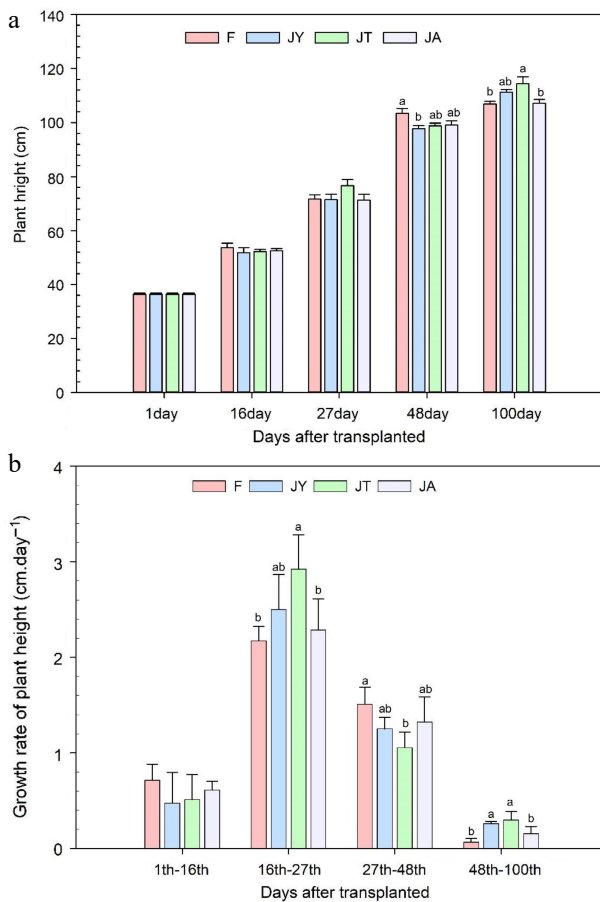 a
140
120
100
80
60
40
20
0
Plant hright (cm)
F JY JT JA
a b ab ab
b ab a b
1day 16day 27day 48day 100day
Days after transplanted
b
4
3
2
1
0
Growth rate of plant height (cm.day⁻¹)
F JY JT JA
b ab a b
a ab b ab
b a a b
1th-16th 16th-27th 27th-48th 48th-100th
Days after transplanted